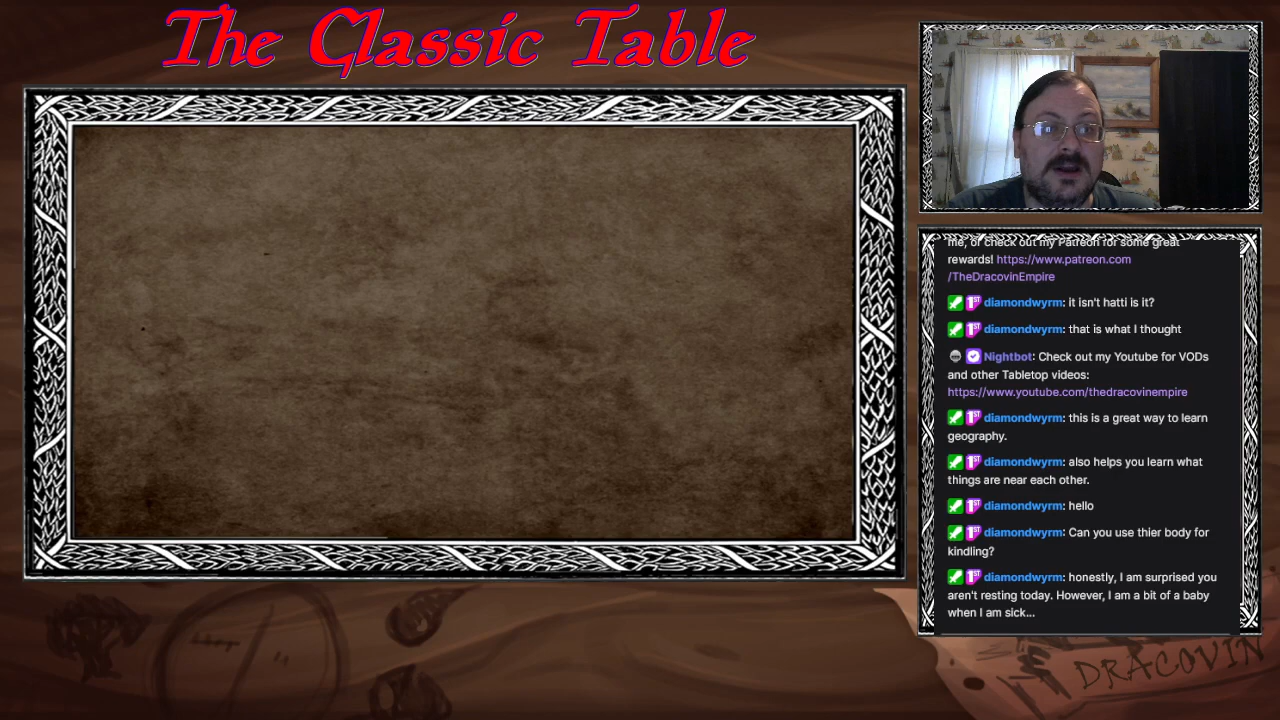 The Classic Table
me, or check out my Patreon for some great
rewards! https://www.patreon.com
/TheDracovinEmpire
diamondwyrm: it isn't hatti is it?
diamondwyrm: that is what I thought
Nightbot: Check out my Youtube for VODs
and other Tabletop videos:
https://www.youtube.com/thedracovinempire
diamondwyrm: this is a great way to learn
geography.
diamondwyrm: also helps you learn what
things are near each other.
diamondwyrm: hello
diamondwyrm: Can you use thier body for
kindling?
diamondwyrm: honestly, I am surprised you
aren't resting today. However, I am a bit of a baby
when I am sick...
DRACOVIN